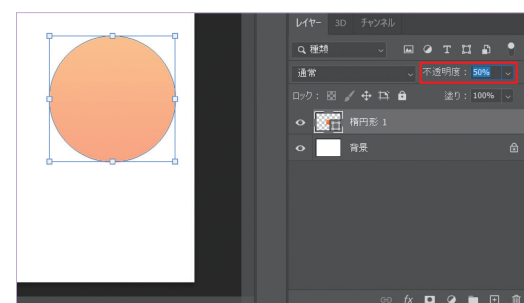 レイヤー 3D チャンネル
種類
通常 不透明度： 50%
ロック： 塗り： 100%
楕円形 1
背景
fx